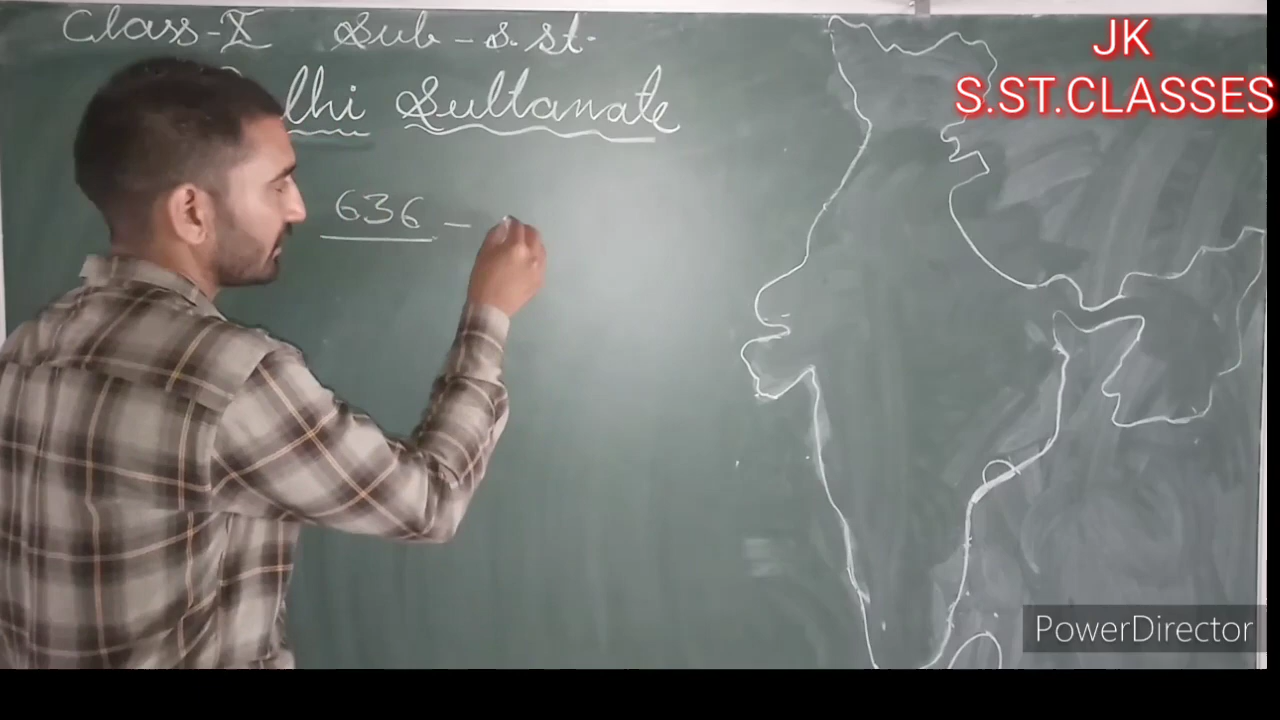 Class-X Sub-s.st.
lhi Sultanate
636 -
JK
S.ST.CLASSES
PowerDirector